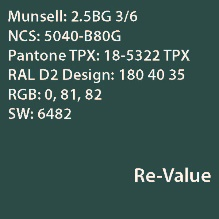 Munsell: 2.5BG 3/6
NCS: 5040-B80G
Pantone TPX: 18-5322 TPX
RAL D2 Design: 180 40 35
RGB: 0, 81, 82
SW: 6482
Re-Value